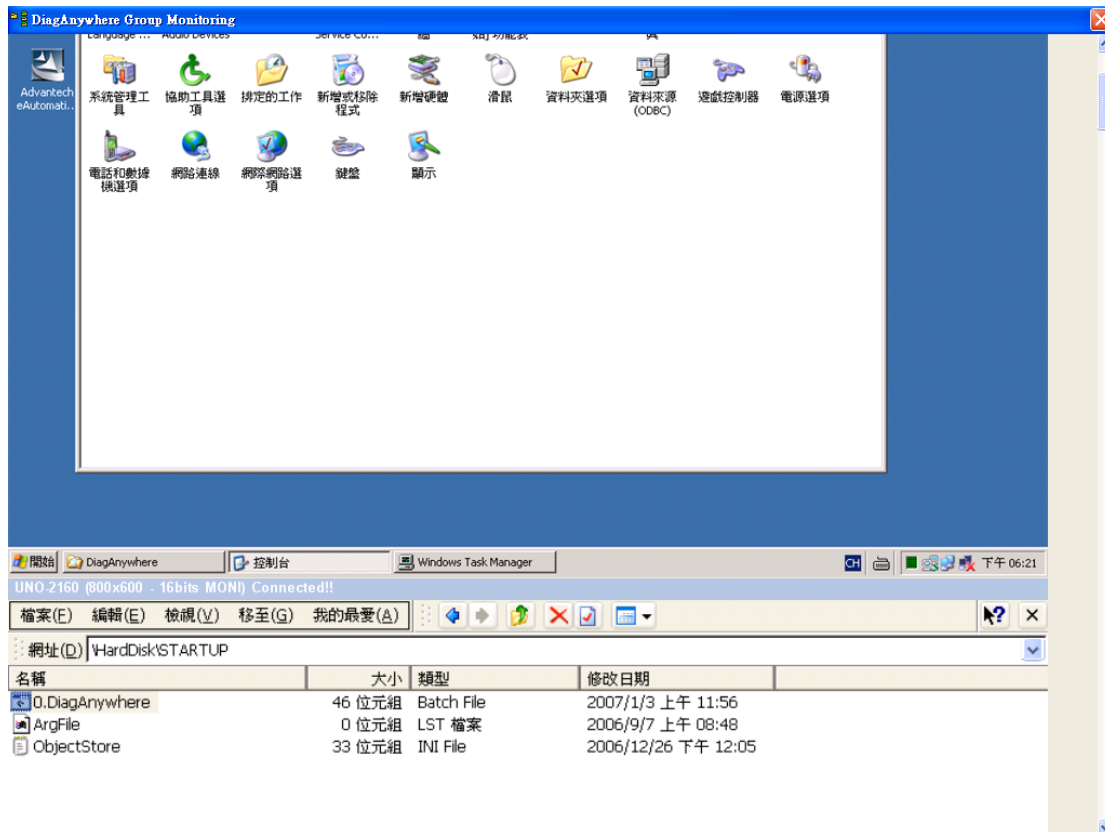 DiagAnywhere Group Monitoring
Language ... Audio Devices Service Co...
Advantech
eAutomati..
系統管理工具
協助工具選項
排定的工作
新增或移除程式
新增硬體
滑鼠
資料夾選項
資料來源 (ODBC)
遊戲控制器
電源選項
電話和數據機選項
網路連線
網際網路選項
鍵盤
顯示
開始 DiagAnywhere 控制台 Windows Task Manager CH 下午 06:21
UNO-2160 (800x600 - 16bits MONI) Connected!!
檔案(F) 編輯(E) 檢視(V) 移至(G) 我的最愛(A)
網址(D) \HardDisk\STARTUP
名稱 大小 類型 修改日期
0.DiagAnywhere 46 位元組 Batch File 2007/1/3 上午 11:56
ArgFile 0 位元組 LST 檔案 2006/9/7 上午 08:48
ObjectStore 33 位元組 INI File 2006/12/26 下午 12:05